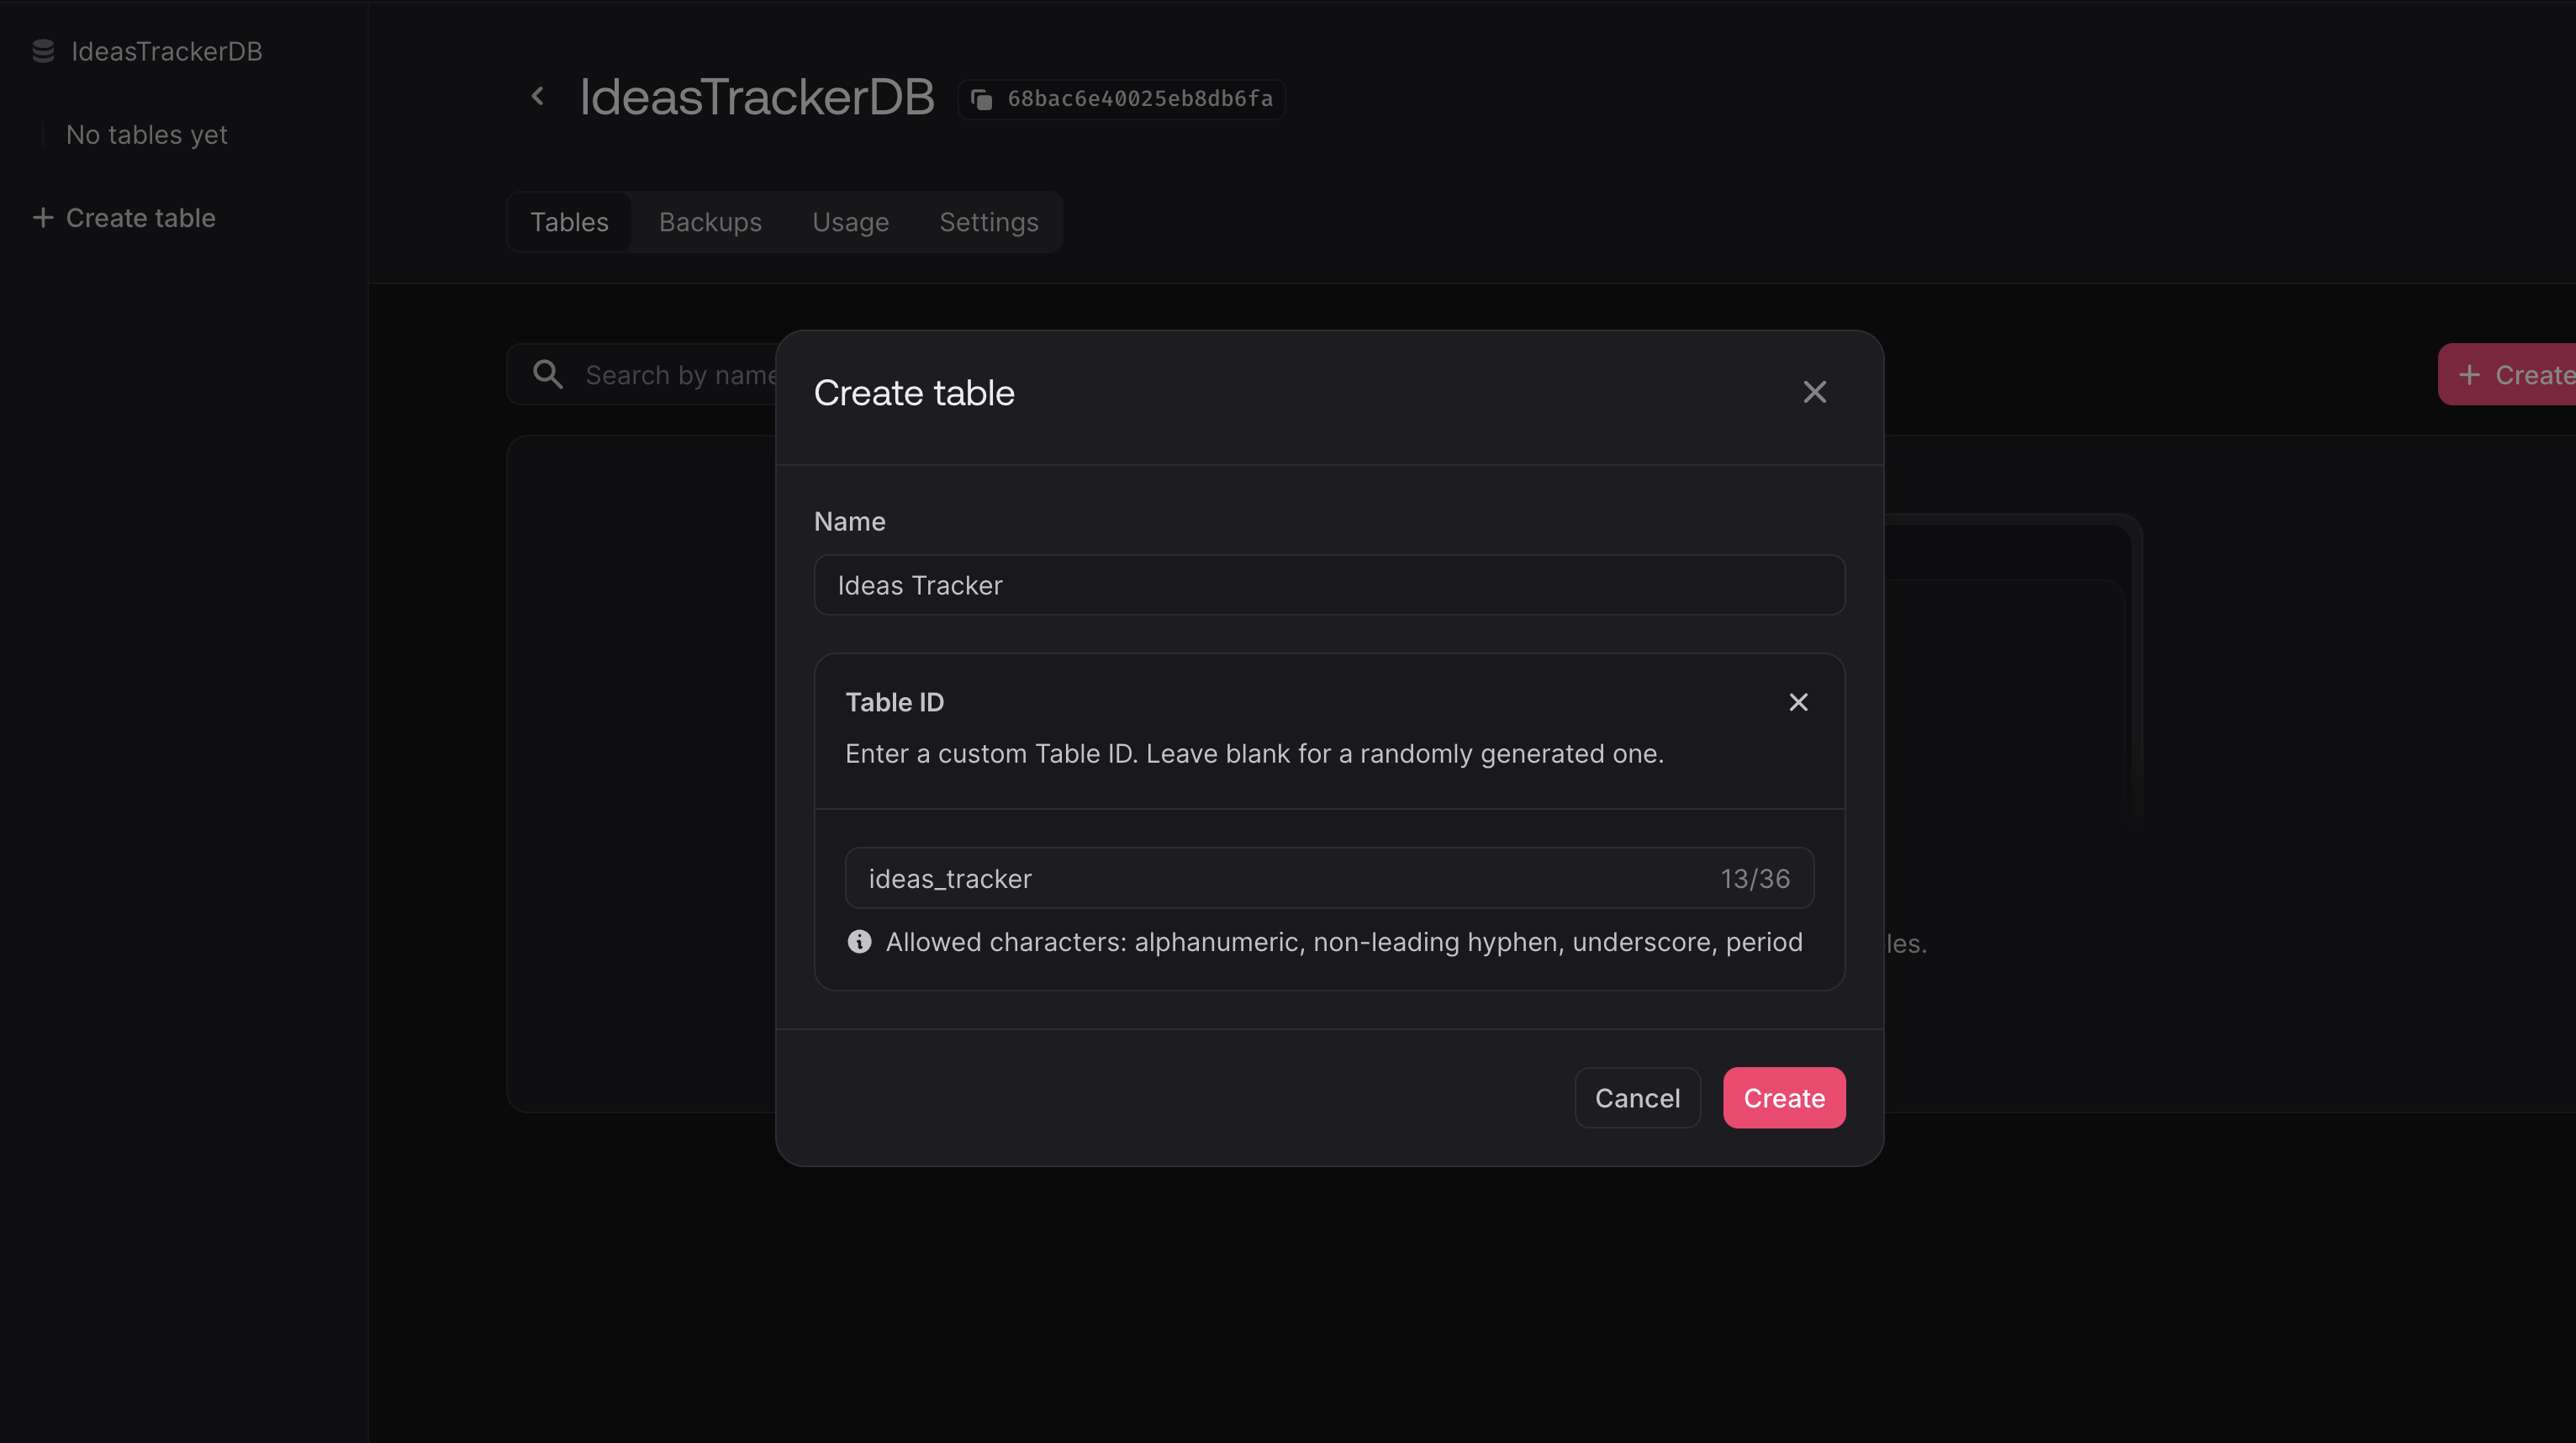 IdeasTrackerDB
No tables yet
Create table
IdeasTrackerDB
68bac6e40025eb8db6fa
Tables
Backups
Usage
Settings
Search by name
Create
Create table
Name
Ideas Tracker
Table ID
Enter a custom Table ID. Leave blank for a randomly generated one.
ideas_tracker
13/36
Allowed characters: alphanumeric, non-leading hyphen, underscore, period
les.
Cancel
Create